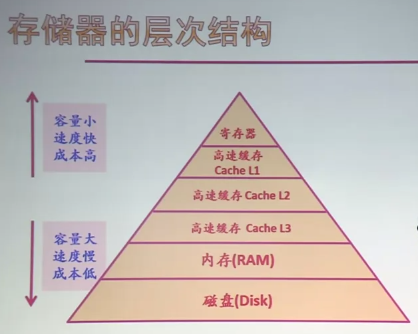 存储器的层次结构
容量小
速度快
成本高
寄存器
高速缓存
Cache L1
高速缓存 Cache L2
高速缓存 Cache L3
容量大
速度慢
成本低
内存(RAM)
磁盘(Disk)